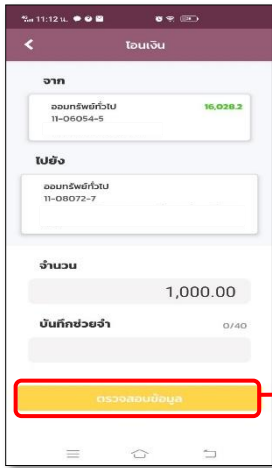 11:12 น.
โอนเงิน
จาก
ออมทรัพย์ทั่วไป 16,028.2
11-06054-5
ไปยัง
ออมทรัพย์ทั่วไป
11-08072-7
จำนวน
1,000.00
บันทึกช่วยจำ 0/40
ตรวจสอบข้อมูล